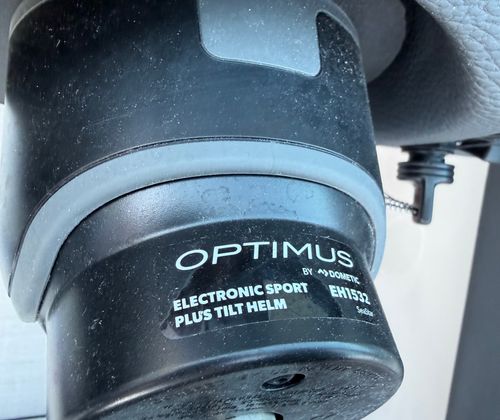 OPTIMUS
BY DOMETIC
ELECTRONIC SPORT EH1532
PLUS TILT HELM SeaStar